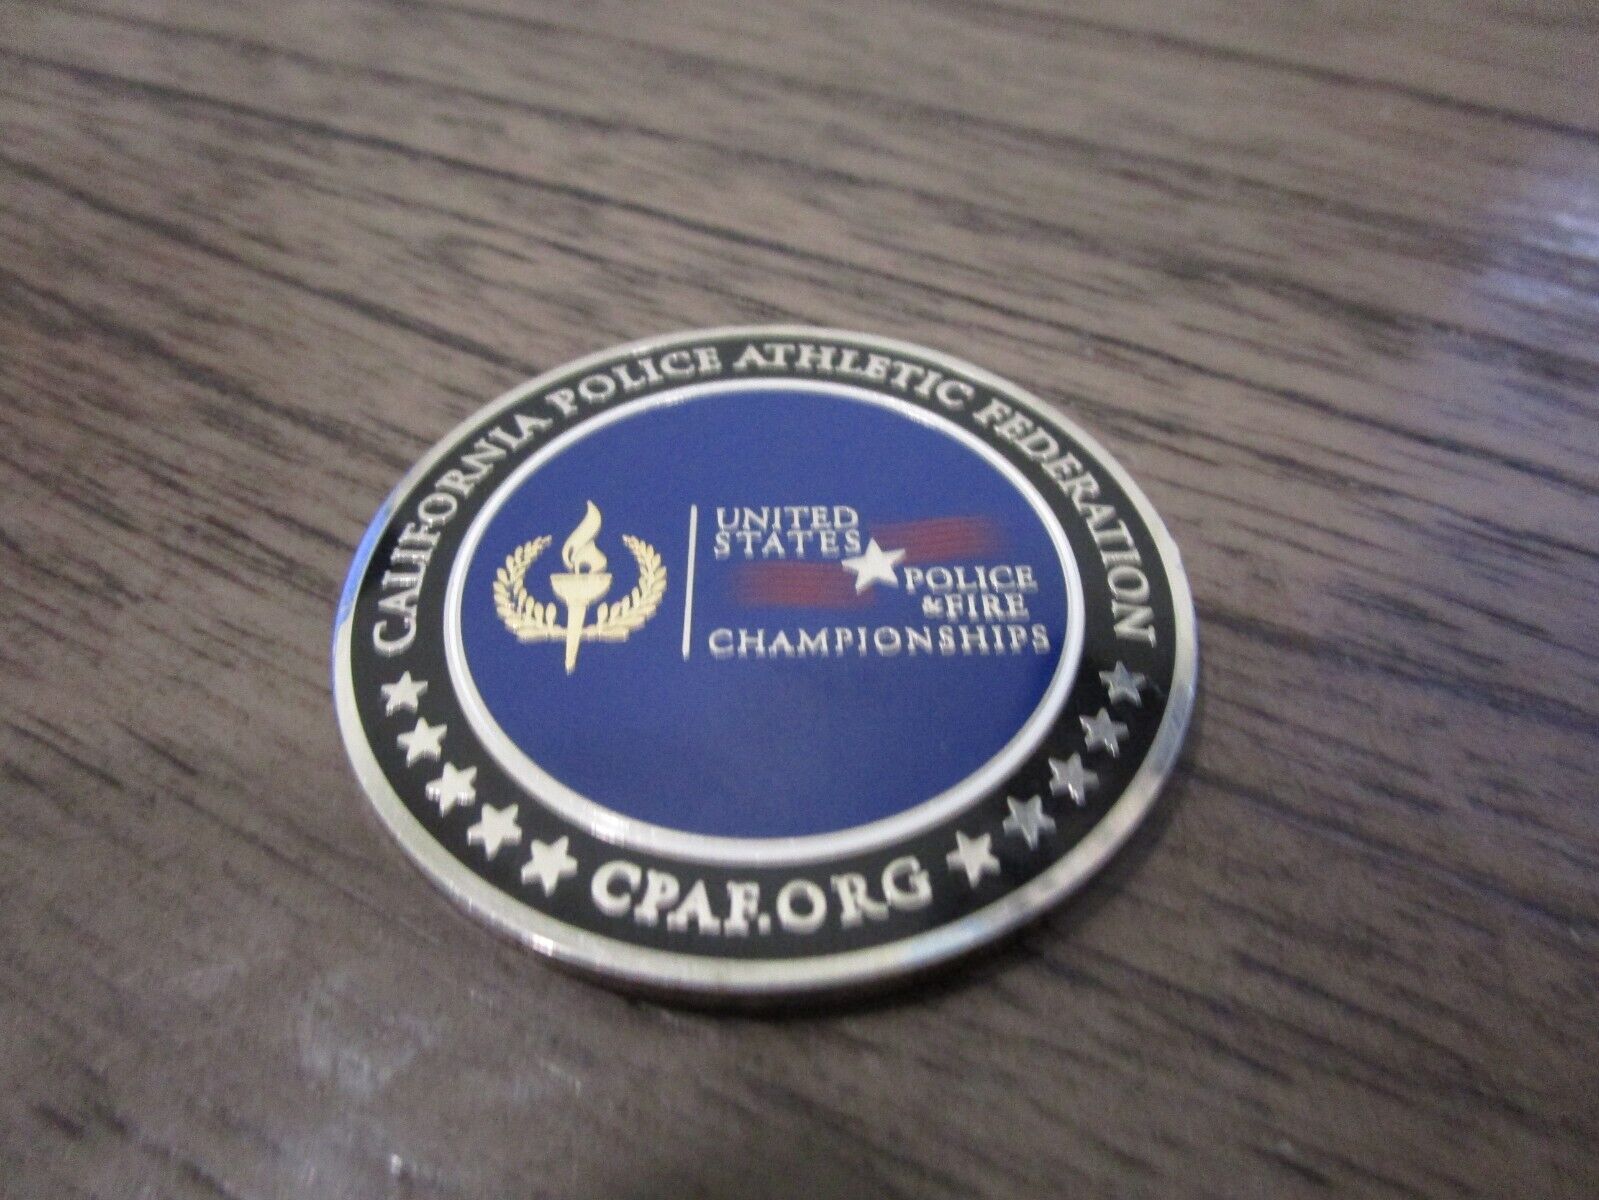 CALIFORNIA POLICE ATHLETIC FEDERATION
UNITED
STATES
POLICE
& FIRE
CHAMPIONSHIPS
CPAF.ORG